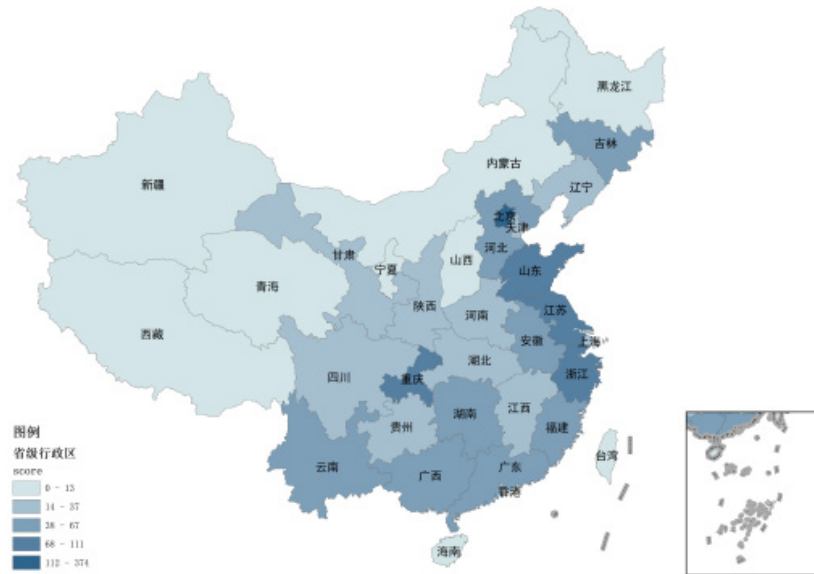 黑龙江
吉林
内蒙古
辽宁
新疆
北京
天津
河北
甘肃
宁夏
山西
山东
青海
陕西
河南
江苏
西藏
安徽
上海
湖北
四川
重庆
浙江
湖南
江西
贵州
福建
云南
台湾
广西
广东
香港
海南
图例
省级行政区
score
0 - 13
14 - 37
38 - 67
68 - 111
112 - 374